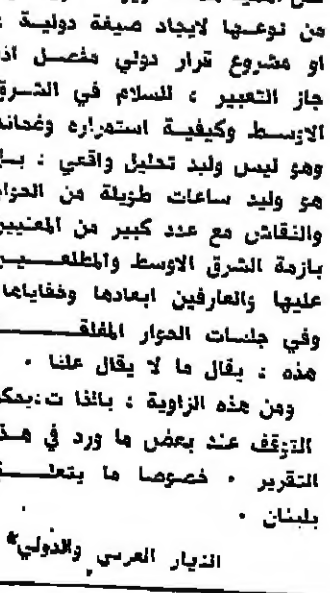 من نوعها لايجاد صيغة دولية
او مشروع قرار دولي مفصل اذا
جاز التعبير ، للسلام في الشرق
الاوسط وكيفية استمراره وضمانه
وهو ليس وليد تحليل واقعي ، بل
هو وليد ساعات طويلة من الحوار
والنقاش مع عدد كبير من المعنيين
بازمة الشرق الاوسط والمطلعين
عليها والعارفين ابعادها وخفاياها
وفي جلسات الحوار المغلقة
هذه ، يقال ما لا يقال علنا .
ومن هذه الزاوية ، يمكن
التوقف عند بعض ما ورد في هذا
التقرير . خصوصا ما يتعلق
بلبنان .
الديار العربي والدولي*